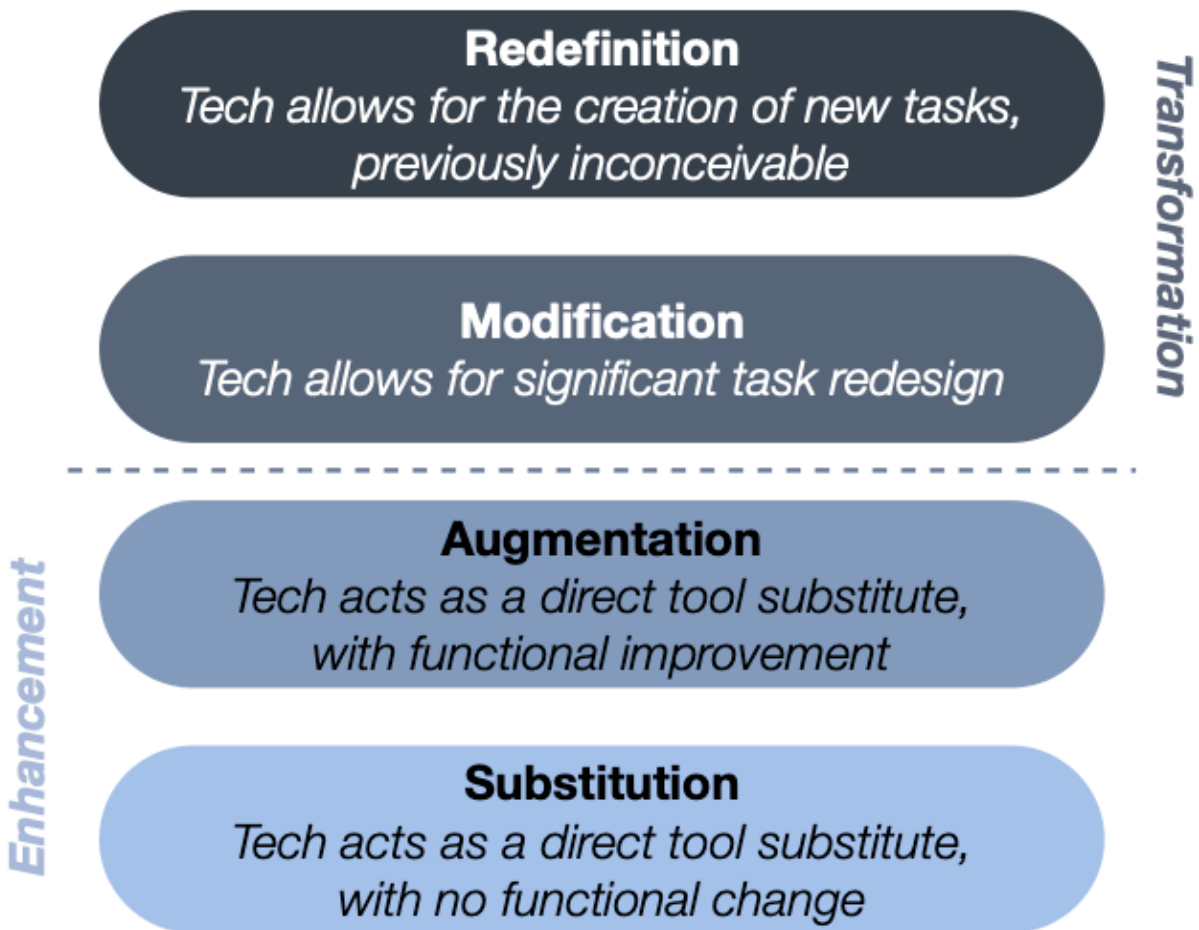 Redefinition
Tech allows for the creation of new tasks,
previously inconceivable
Transformation
Modification
Tech allows for significant task redesign
Augmentation
Tech acts as a direct tool substitute,
with functional improvement
Enhancement
Substitution
Tech acts as a direct tool substitute,
with no functional change